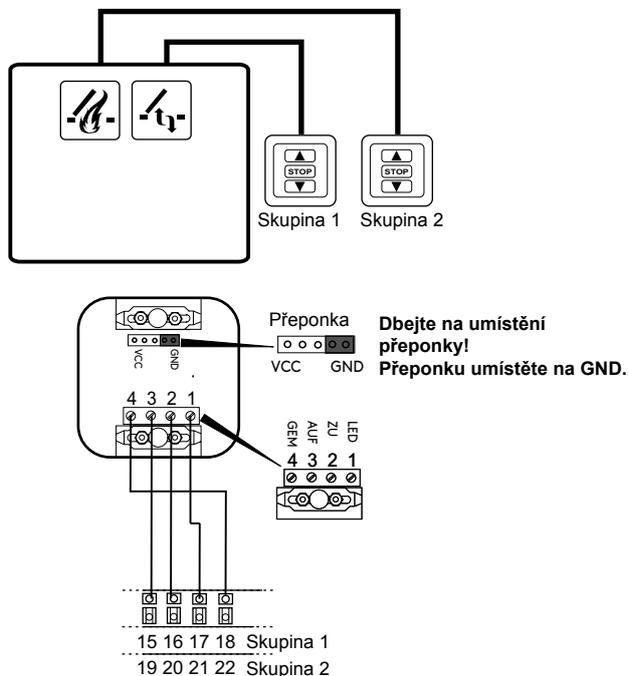 STOP
STOP
Skupina 1
Skupina 2
Přeponka
VCC
GND
Dbejte na umístění
přeponky!
Přeponku umístěte na GND.
VCC
GND
4 3 2 1
GEM
AUF
ZU
LED
4 3 2 1
15 16 17 18 Skupina 1
19 20 21 22 Skupina 2